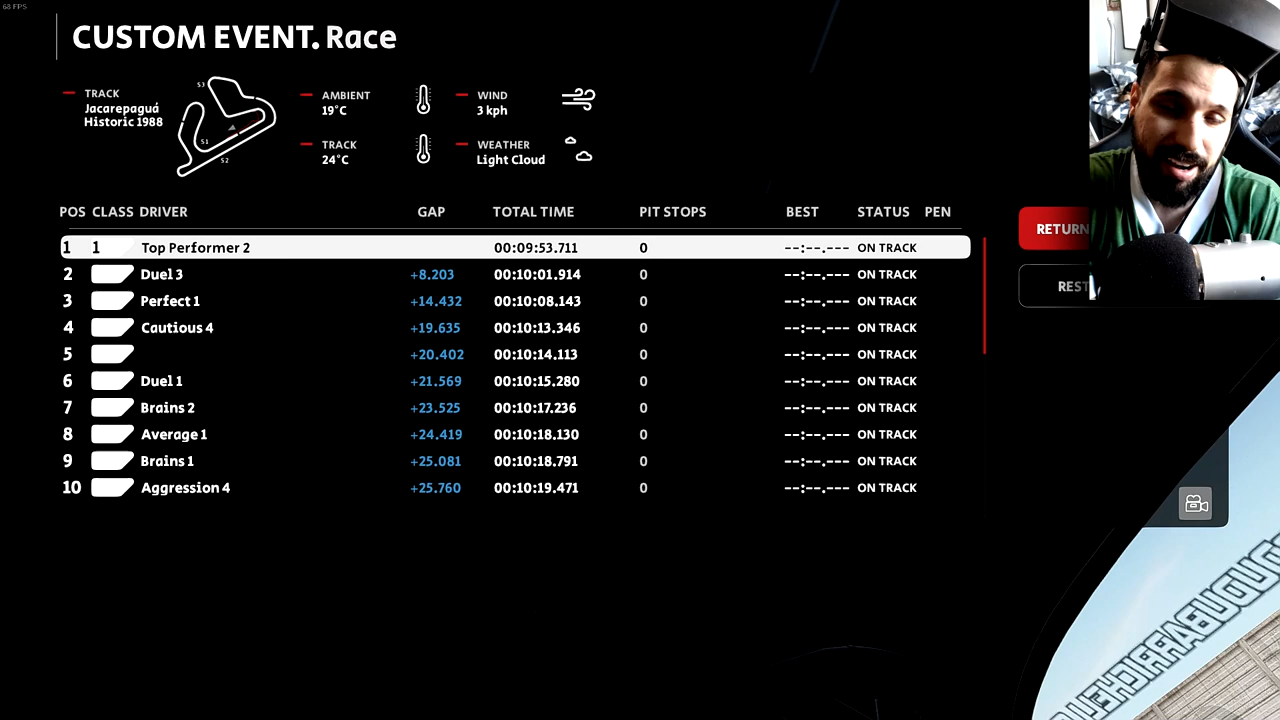 68 FPS
CUSTOM EVENT. Race
TRACK
Jacarepaguá
Historic 1988
S3
S1
S2
AMBIENT
19°C
TRACK
24°C
WIND
3 kph
WEATHER
Light Cloud
POS CLASS DRIVER GAP TOTAL TIME PIT STOPS BEST STATUS PEN
1 1 Top Performer 2 00:09:53.711 0 --:--.--- ON TRACK
2 Duel 3 +8.203 00:10:01.914 0 --:--.--- ON TRACK
3 Perfect 1 +14.432 00:10:08.143 0 --:--.--- ON TRACK
4 Cautious 4 +19.635 00:10:13.346 0 --:--.--- ON TRACK
5 +20.402 00:10:14.113 0 --:--.--- ON TRACK
6 Duel 1 +21.569 00:10:15.280 0 --:--.--- ON TRACK
7 Brains 2 +23.525 00:10:17.236 0 --:--.--- ON TRACK
8 Average 1 +24.419 00:10:18.130 0 --:--.--- ON TRACK
9 Brains 1 +25.081 00:10:18.791 0 --:--.--- ON TRACK
10 Aggression 4 +25.760 00:10:19.471 0 --:--.--- ON TRACK
RETURN
REST